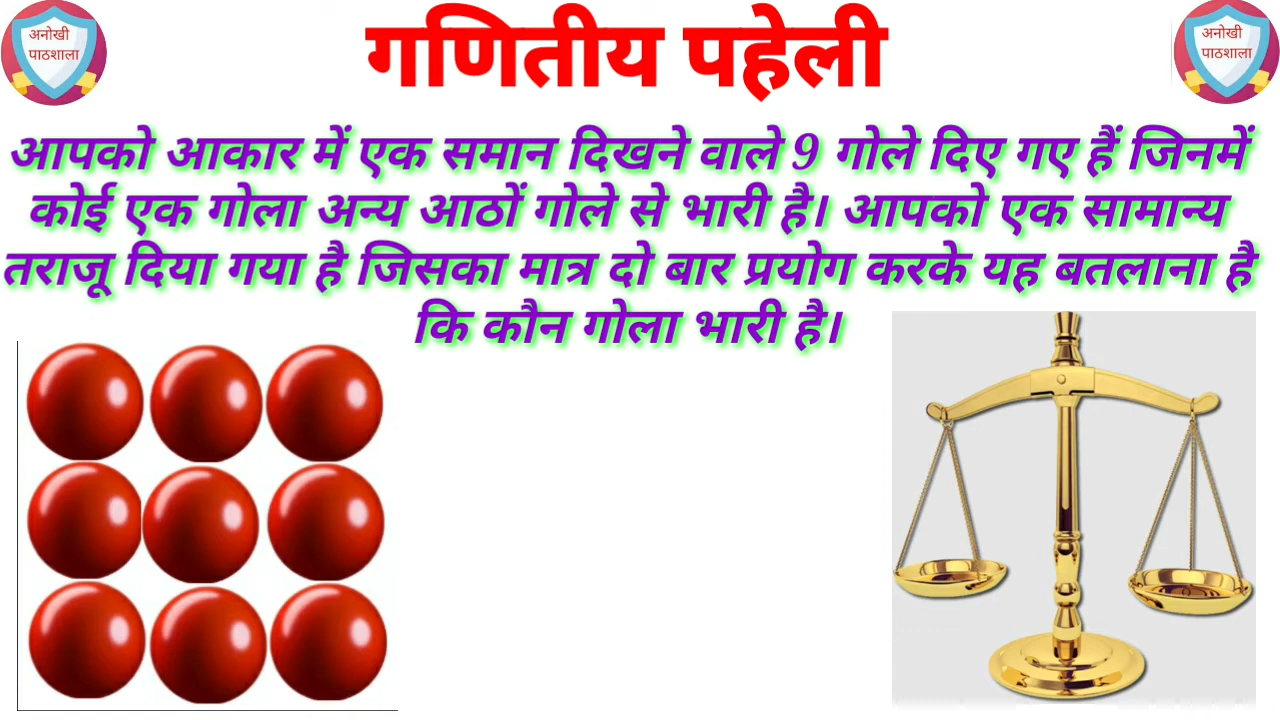 अनोखी
पाठशाला
गणितीय पहेली
अनोखी
पाठशाला
आपको आकार में एक समान दिखने वाले 9 गोले दिए गए हैं जिनमें
कोई एक गोला अन्य आठों गोले से भारी है। आपको एक सामान्य
तराजू दिया गया है जिसका मात्र दो बार प्रयोग करके यह बतलाना है
कि कौन गोला भारी है।